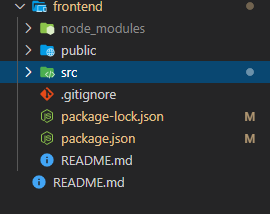 frontend
node_modules
public
src
.gitignore
package-lock.json M
package.json M
README.md
README.md